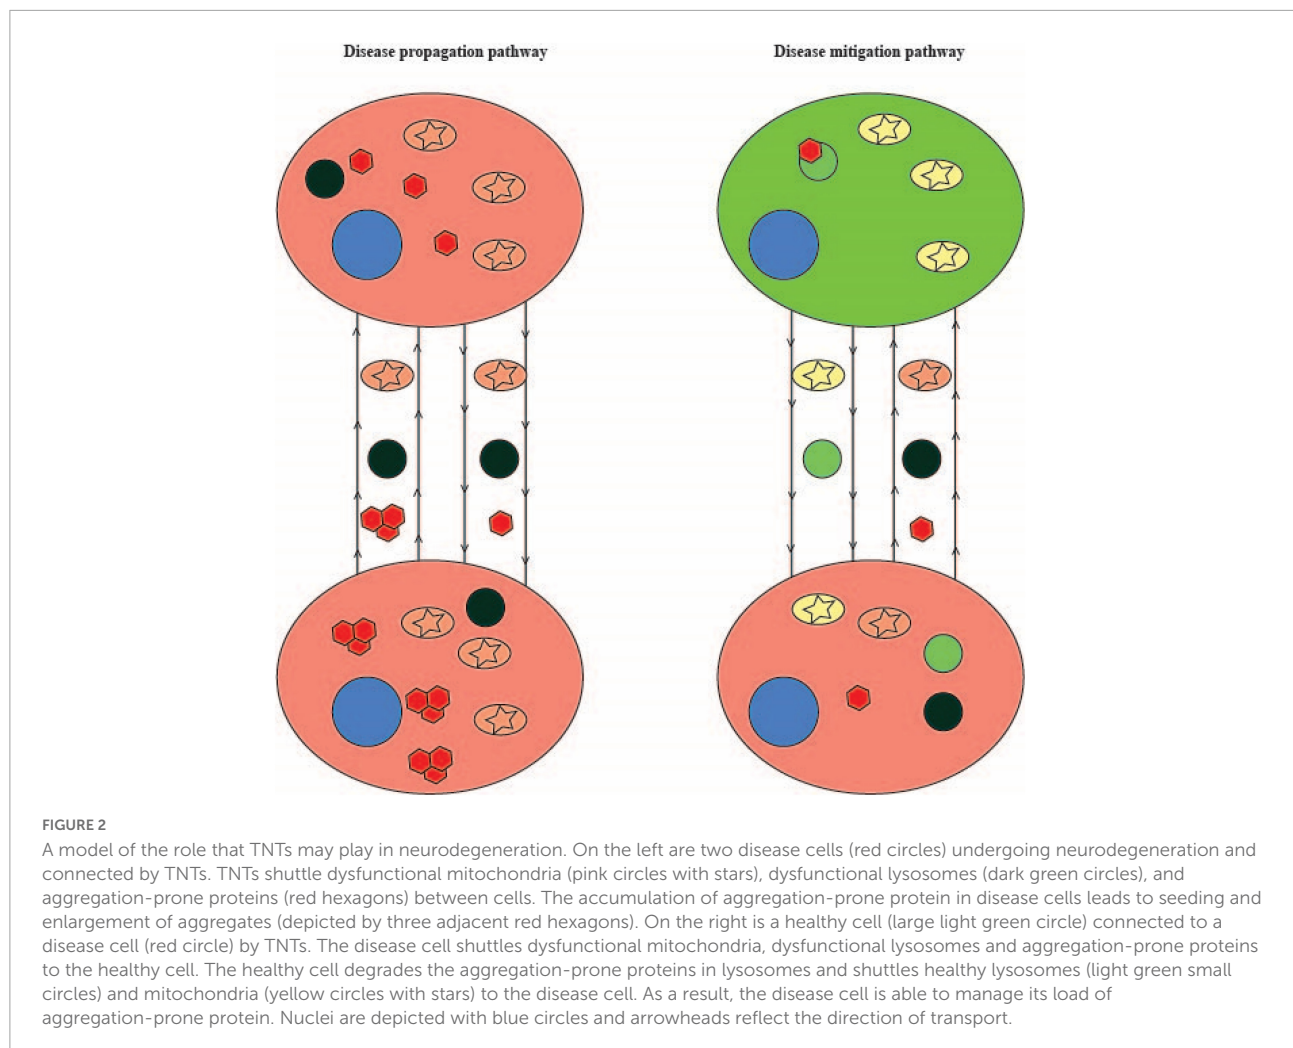 Disease propagation pathway
Disease mitigation pathway
FIGURE 2
A model of the role that TNTs may play in neurodegeneration. On the left are two disease cells (red circles) undergoing neurodegeneration and
connected by TNTs. TNTs shuttle dysfunctional mitochondria (pink circles with stars), dysfunctional lysosomes (dark green circles), and
aggregation-prone proteins (red hexagons) between cells. The accumulation of aggregation-prone protein in disease cells leads to seeding and
enlargement of aggregates (depicted by three adjacent red hexagons). On the right is a healthy cell (large light green circle) connected to a
disease cell (red circle) by TNTs. The disease cell shuttles dysfunctional mitochondria, dysfunctional lysosomes and aggregation-prone proteins
to the healthy cell. The healthy cell degrades the aggregation-prone proteins in lysosomes and shuttles healthy lysosomes (light green small
circles) and mitochondria (yellow circles with stars) to the disease cell. As a result, the disease cell is able to manage its load of
aggregation-prone protein. Nuclei are depicted with blue circles and arrowheads reflect the direction of transport.